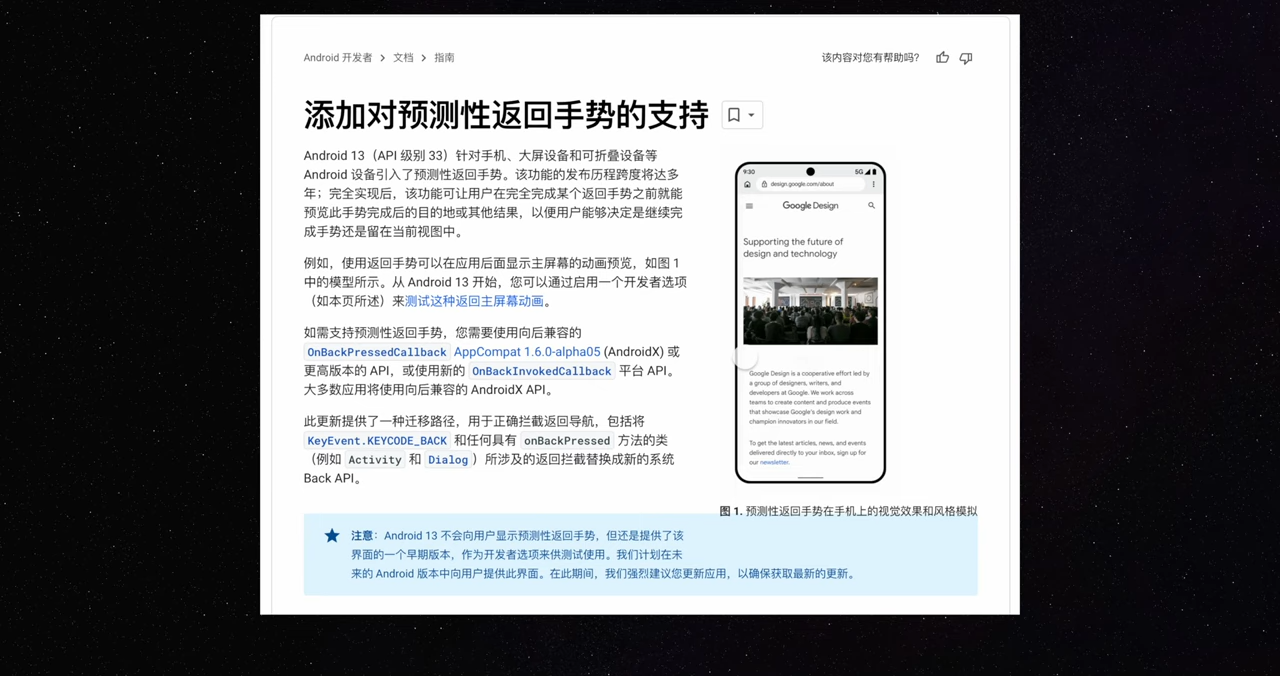 Android 开发者 > 文档 > 指南
该内容对您有帮助吗?
添加对预测性返回手势的支持
Android 13（API 级别 33）针对手机、大屏设备和可折叠设备等
Android 设备引入了预测性返回手势。该功能的发布历程跨度将达多
年；完全实现后，该功能可让用户在完全完成某个返回手势之前就能
预览此手势完成后的目的地或其他结果，以便用户能够决定是继续完
成手势还是留在当前视图中。
例如，使用返回手势可以在应用后面显示主屏幕的动画预览，如图 1
中的模型所示。从 Android 13 开始，您可以通过启用一个开发者选项
（如本页所述）来测试这种返回主屏幕动画。
如需支持预测性返回手势，您需要使用向后兼容的
OnBackPressedCallback AppCompat 1.6.0-alpha05 (AndroidX) 或
更高版本的 API，或使用新的 OnBackInvokedCallback 平台 API。
大多数应用将使用向后兼容的 AndroidX API。
此更新提供了一种迁移路径，用于正确拦截返回导航，包括将
KeyEvent.KEYCODE_BACK 和任何具有 onBackPressed 方法的类
（例如 Activity 和 Dialog）所涉及的返回拦截替换成新的系统
Back API。
9:30
5G
design.google.com/about
Google Design
Supporting the future of
design and technology
Google Design is a cooperative effort led by
a group of designers, writers, and
developers at Google. We work across
teams to create content and produce events
that showcase Google's design work and
champion innovators in our field.
To get the latest articles, news, and events
delivered directly to your inbox, sign up for
our newsletter.
图 1. 预测性返回手势在手机上的视觉效果和风格模拟
注意：Android 13 不会向用户显示预测性返回手势，但还是提供了该
界面的一个早期版本，作为开发者选项来供测试使用。我们计划在未
来的 Android 版本中向用户提供此界面。在此期间，我们强烈建议您更新应用，以确保获取最新的更新。